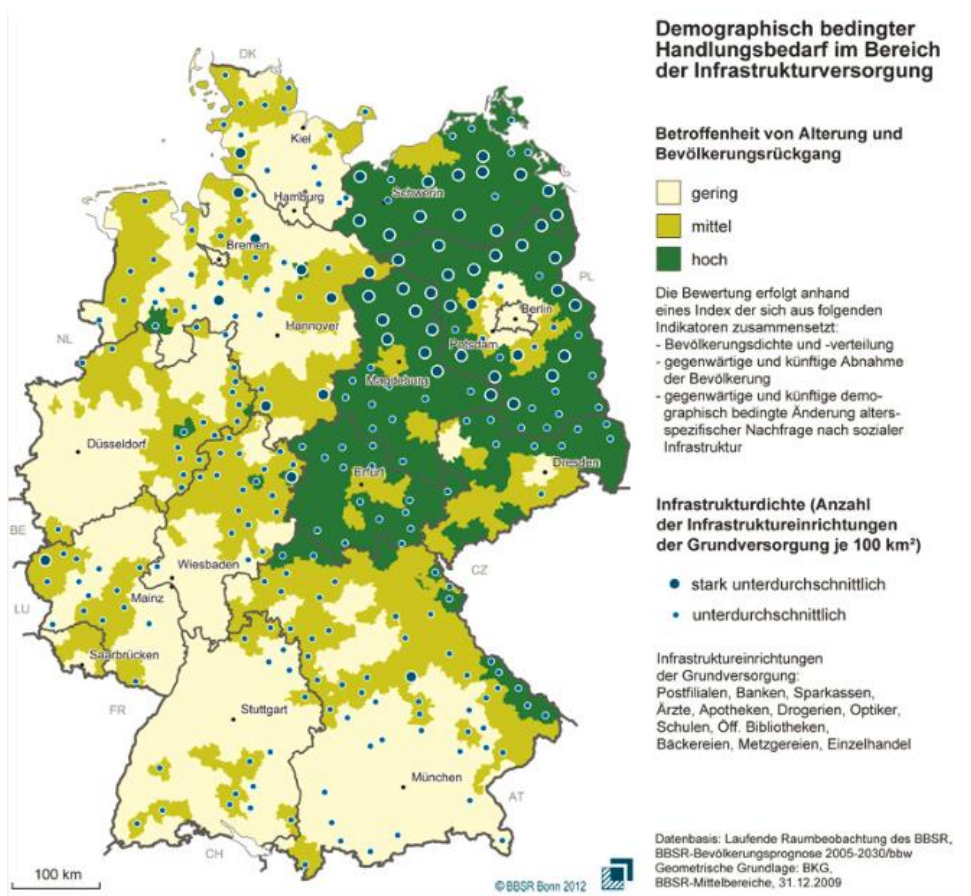 Demographisch bedingter
Handlungsbedarf im Bereich
der Infrastrukturversorgung
Betroffenheit von Alterung und
Bevölkerungsrückgang
gering
mittel
hoch
Die Bewertung erfolgt anhand
eines Index der sich aus folgenden
Indikatoren zusammensetzt:
- Bevölkerungsdichte und -verteilung
- gegenwärtige und künftige Abnahme
der Bevölkerung
- gegenwärtige und künftige demo-
graphisch bedingte Änderung alters-
spezifischer Nachfrage nach sozialer
Infrastruktur
Infrastrukturdichte (Anzahl
der Infrastruktureinrichtungen
der Grundversorgung je 100 km²)
stark unterdurchschnittlich
unterdurchschnittlich
Infrastruktureinrichtungen
der Grundversorgung:
Postfilialen, Banken, Sparkassen,
Ärzte, Apotheken, Drogerien, Optiker,
Schulen, Öff. Bibliotheken,
Bäckereien, Metzgereien, Einzelhandel
Datenbasis: Laufende Raumbeobachtung des BBSR,
BBSR-Bevölkerungsprognose 2005-2030/bbw
Geometrische Grundlage: BKG,
BBSR-Mittelbereiche, 31.12.2009
DK
Kiel
Schwerin
Hamburg
Bremen
PL
Berlin
NL
Hannover
Potsdam
Magdeburg
Düsseldorf
Dresden
Erfurt
BE
Wiesbaden
CZ
LU
Mainz
Saarbrücken
FR
Stuttgart
München
AT
CH
100 km
© BBSR Bonn 2012